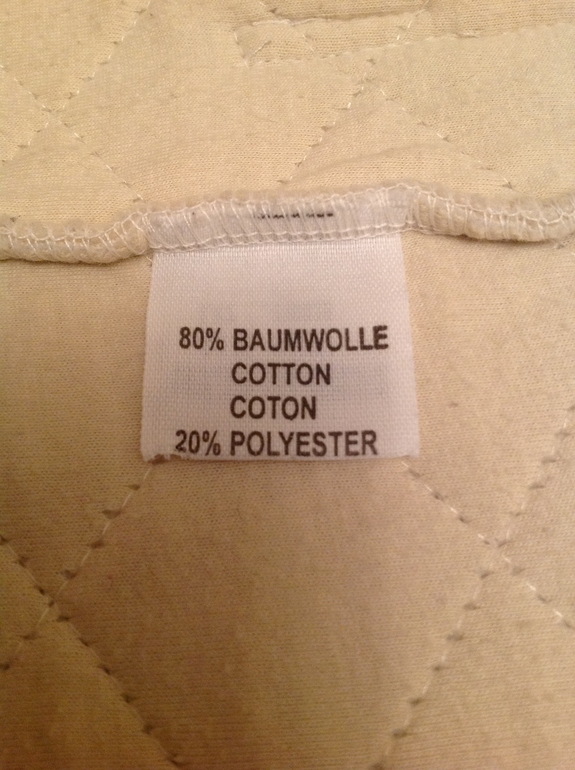 80% BAUMWOLLE
COTTON
COTON
20% POLYESTER